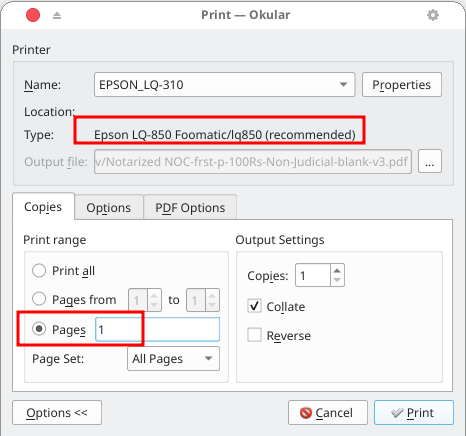 Print — Okular
Printer
Name: EPSON_LQ-310 Properties
Location:
Type: Epson LQ-850 Foomatic/lq850 (recommended)
Output file: v/Notarized NOC-frst-p-100Rs-Non-Judicial-blank-v3.pdf ...
Copies Options PDF Options
Print range Output Settings
Print all Copies: 1
Pages from 1 to 1 Collate
Pages 1 Reverse
Page Set: All Pages
Options << Cancel Print